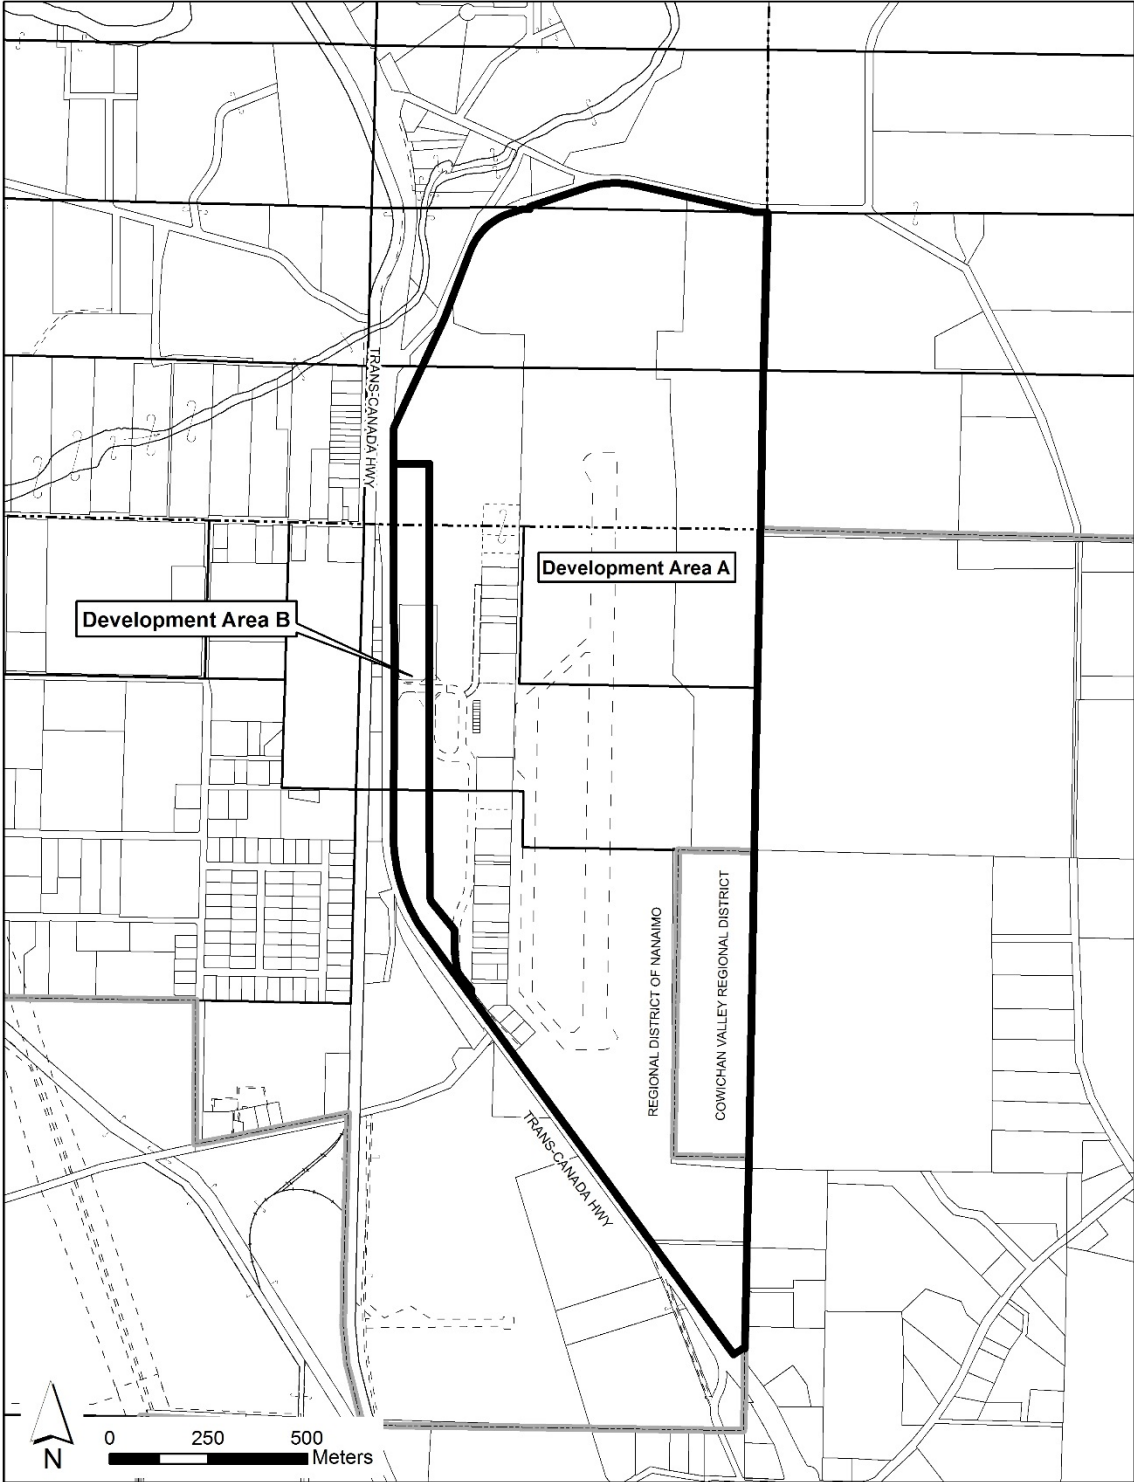 TRANS-CANADA HWY
Development Area A
Development Area B
REGIONAL DISTRICT OF NANAIMO
COWICHAN VALLEY REGIONAL DISTRICT
TRANS-CANADA HWY
N
0 250 500
Meters